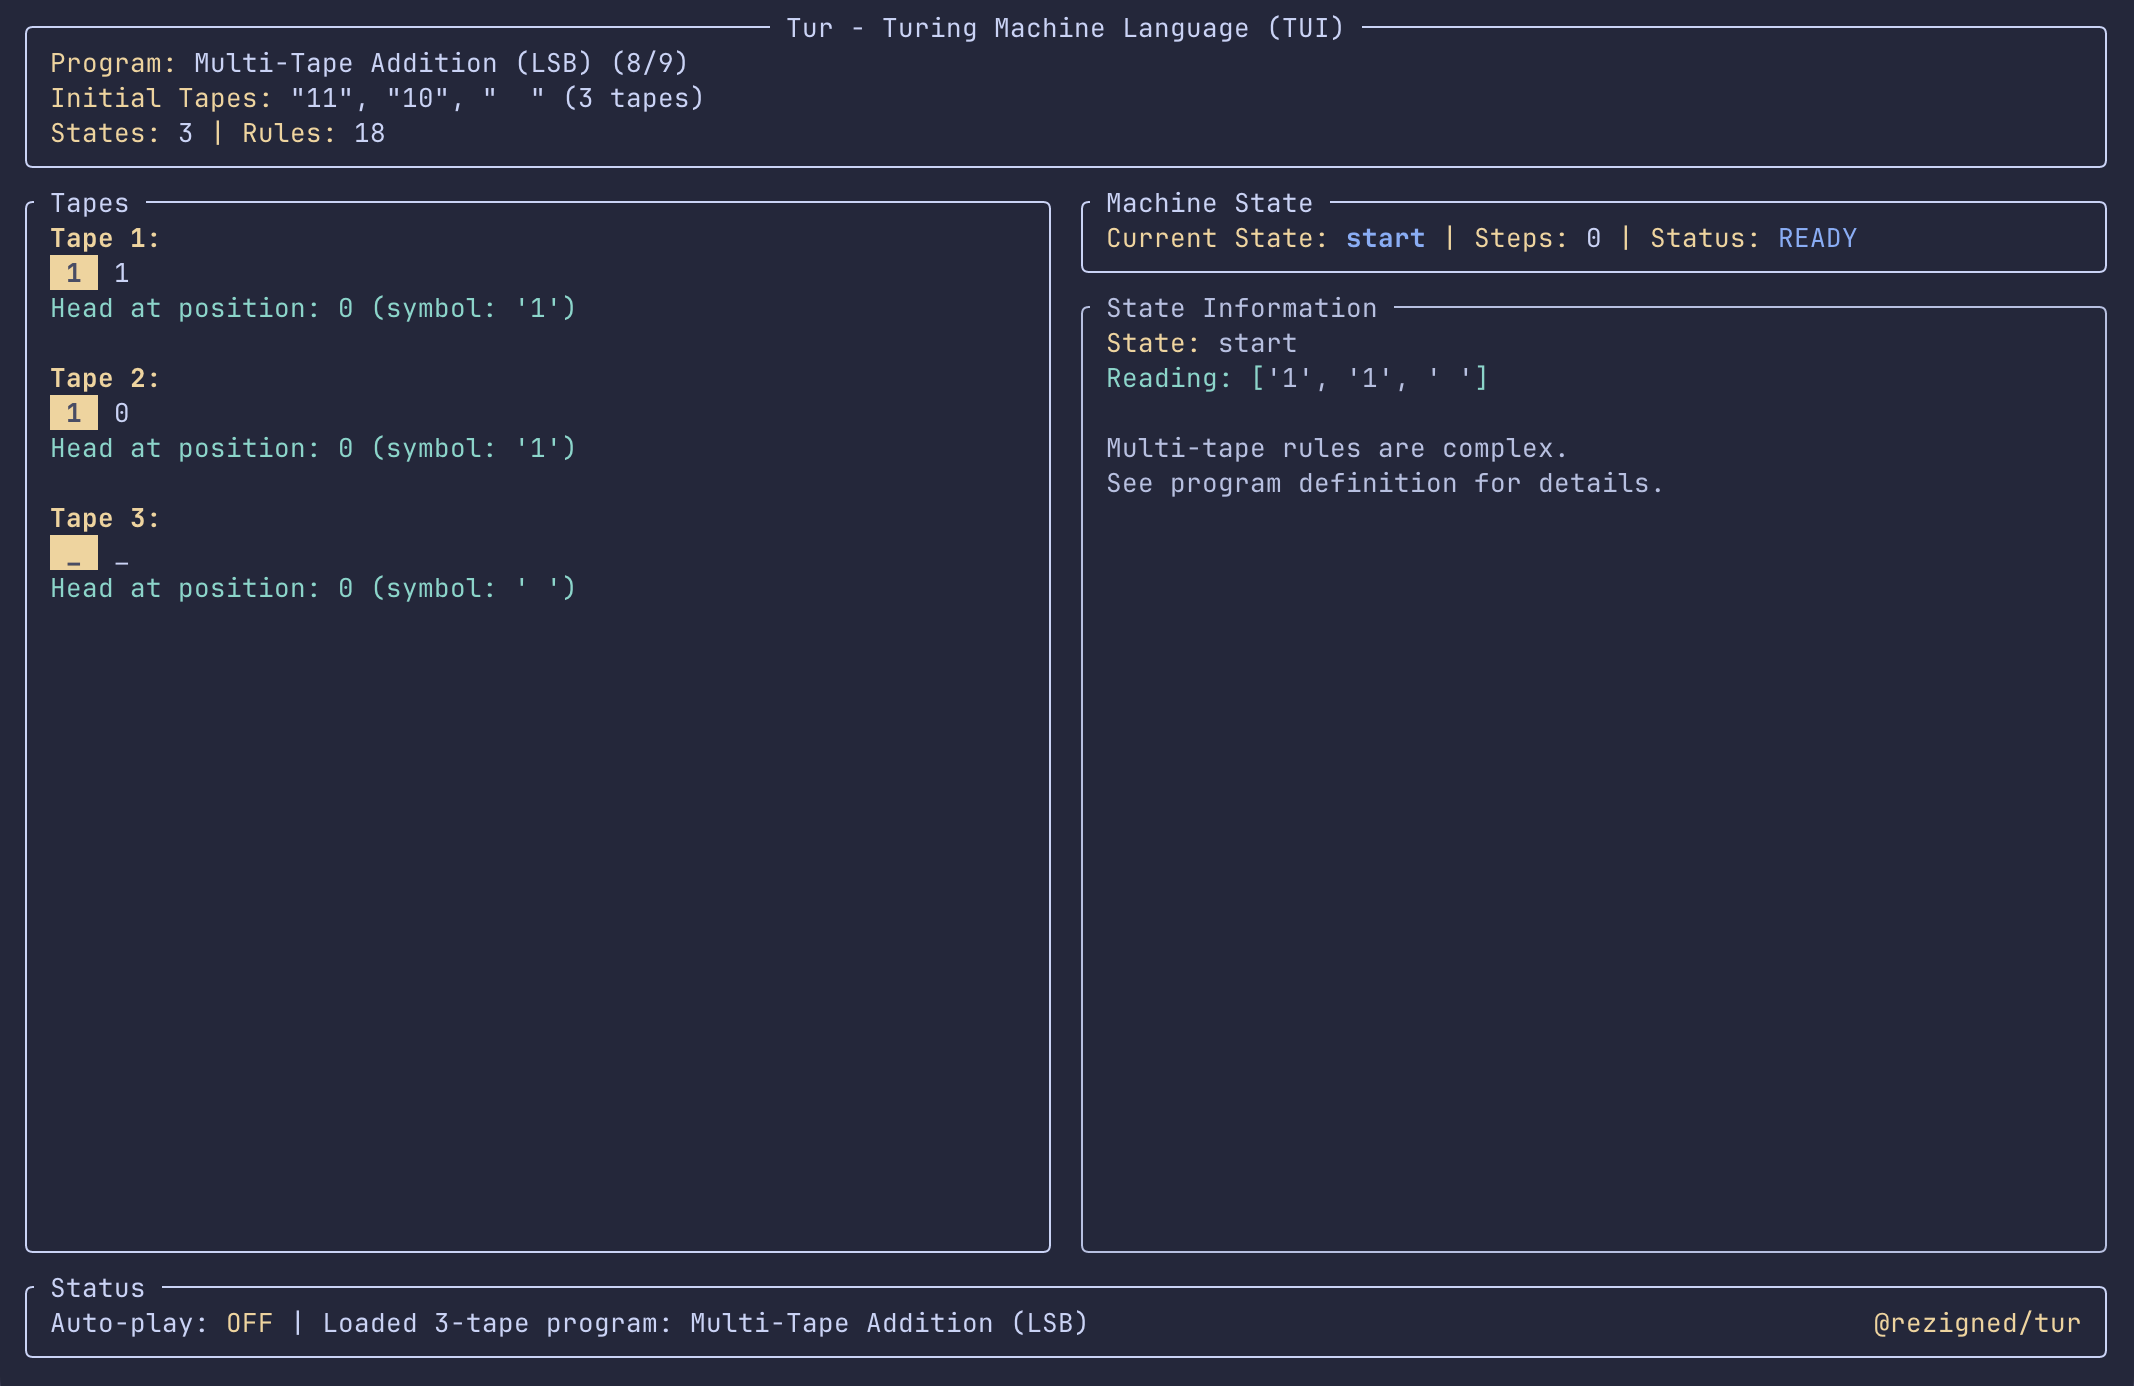 Tur - Turing Machine Language (TUI)
Program: Multi-Tape Addition (LSB) (8/9)
Initial Tapes: "11", "10", "  " (3 tapes)
States: 3 | Rules: 18
Tapes
Tape 1:
1 1
Head at position: 0 (symbol: '1')
Tape 2:
1 0
Head at position: 0 (symbol: '1')
Tape 3:
_ _
Head at position: 0 (symbol: ' ')
Machine State
Current State: start | Steps: 0 | Status: READY
State Information
State: start
Reading: ['1', '1', ' ']
Multi-tape rules are complex.
See program definition for details.
Status
Auto-play: OFF | Loaded 3-tape program: Multi-Tape Addition (LSB)
@rezigned/tur